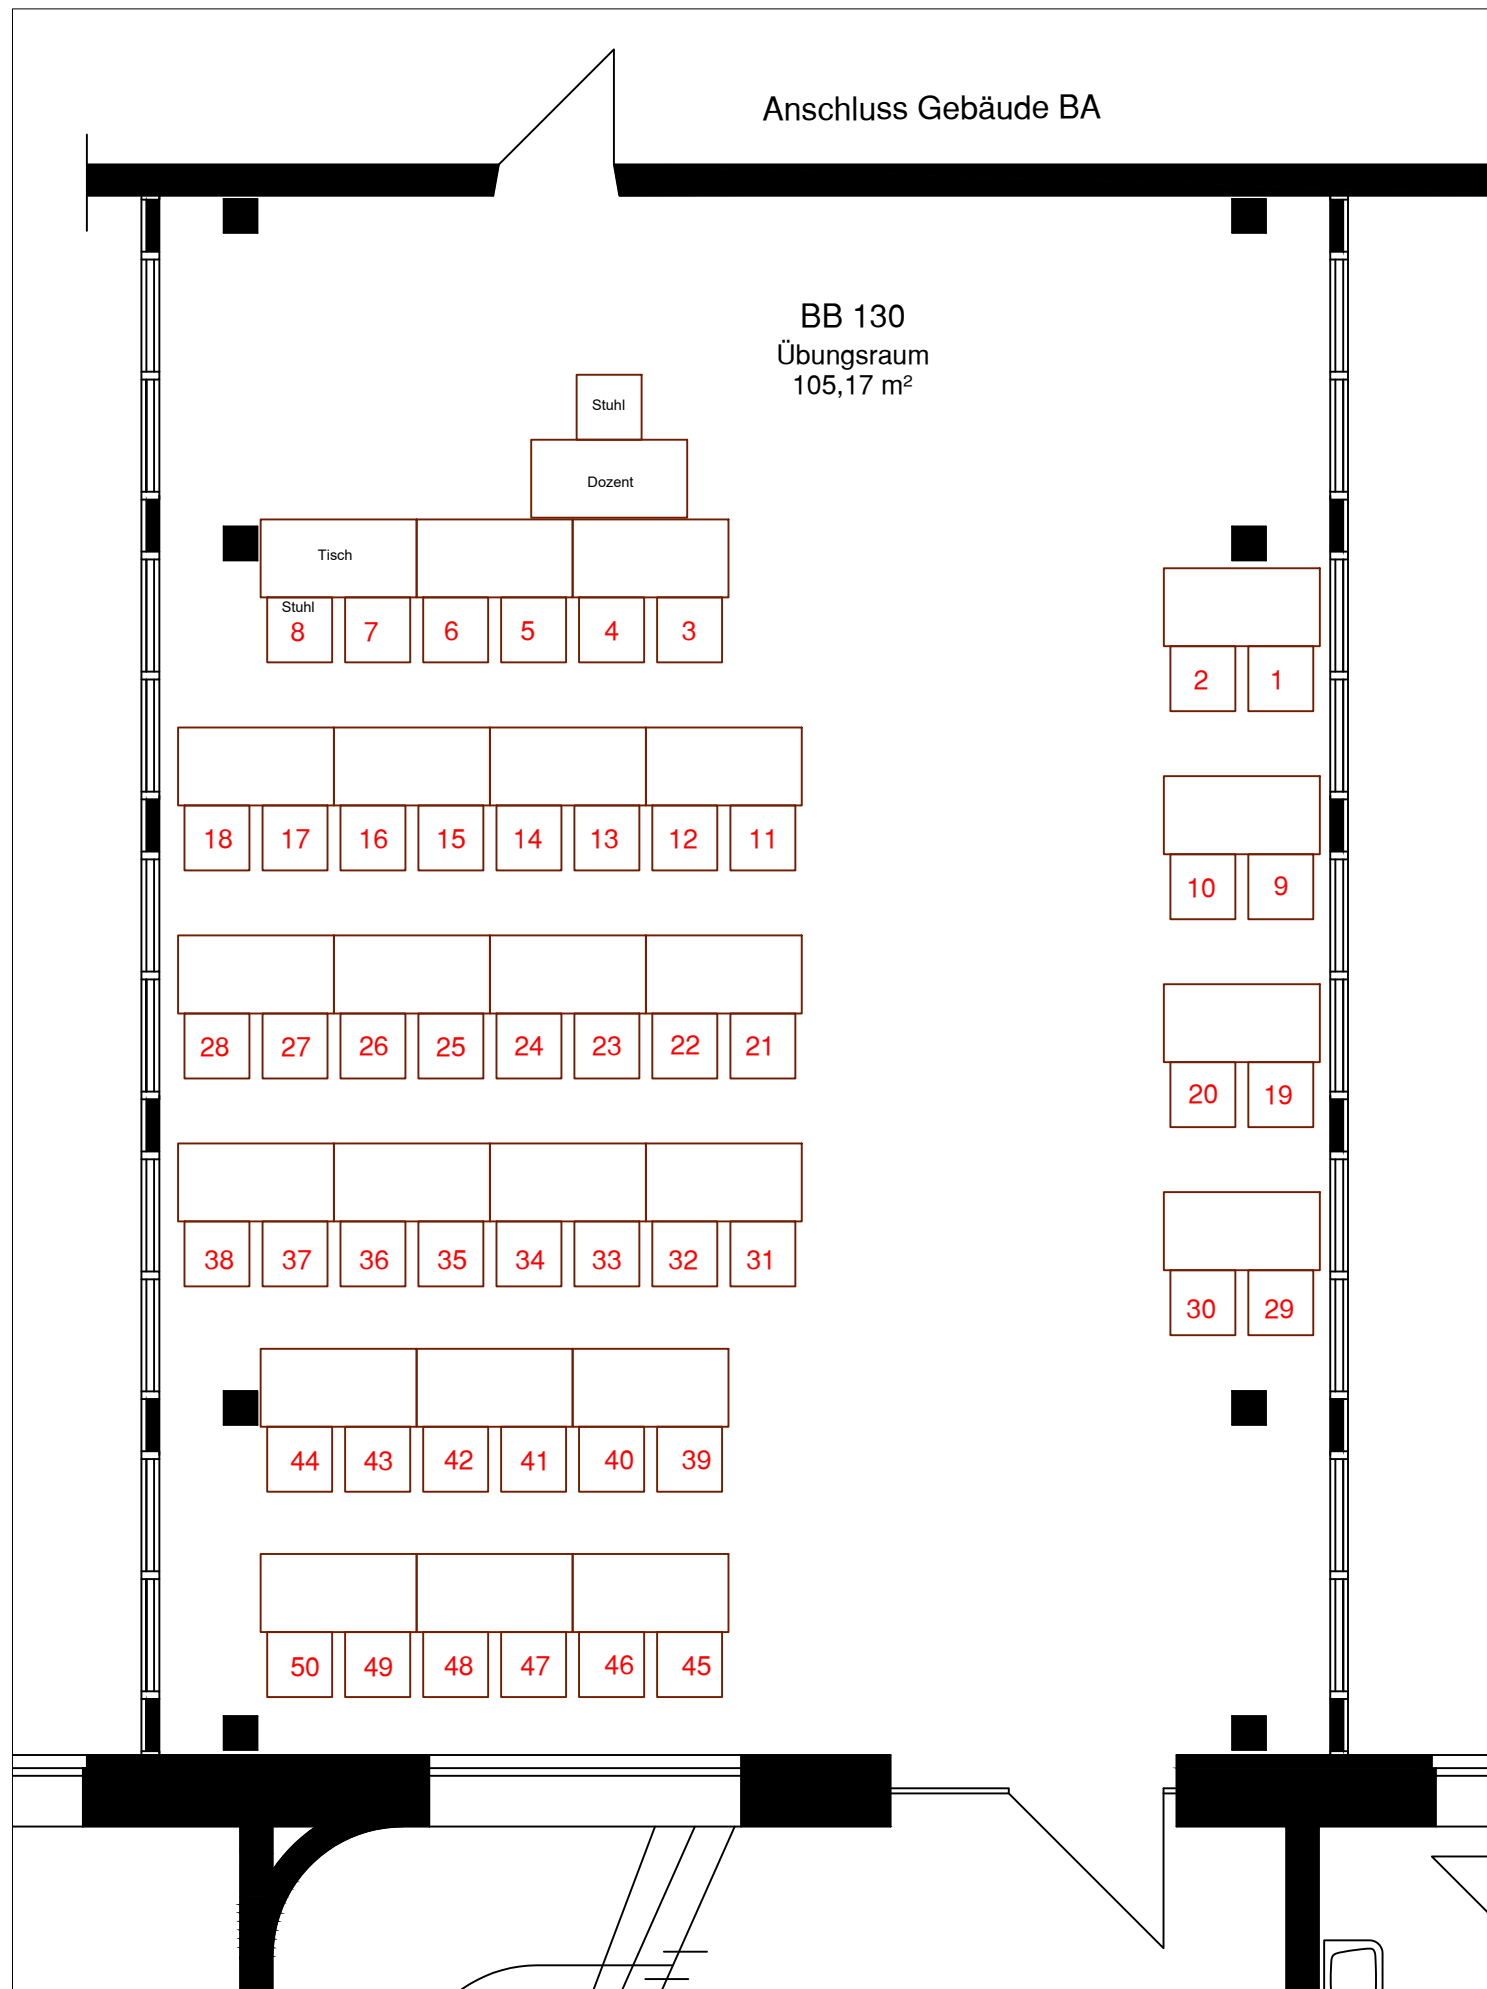 Anschluss Gebäude BA
BB 130
Übungsraum
105,17 m²
Stuhl
Dozent
Tisch
Stuhl
8 7 6 5 4 3
2 1
18 17 16 15 14 13 12 11
10 9
28 27 26 25 24 23 22 21
20 19
38 37 36 35 34 33 32 31
30 29
44 43 42 41 40 39
50 49 48 47 46 45